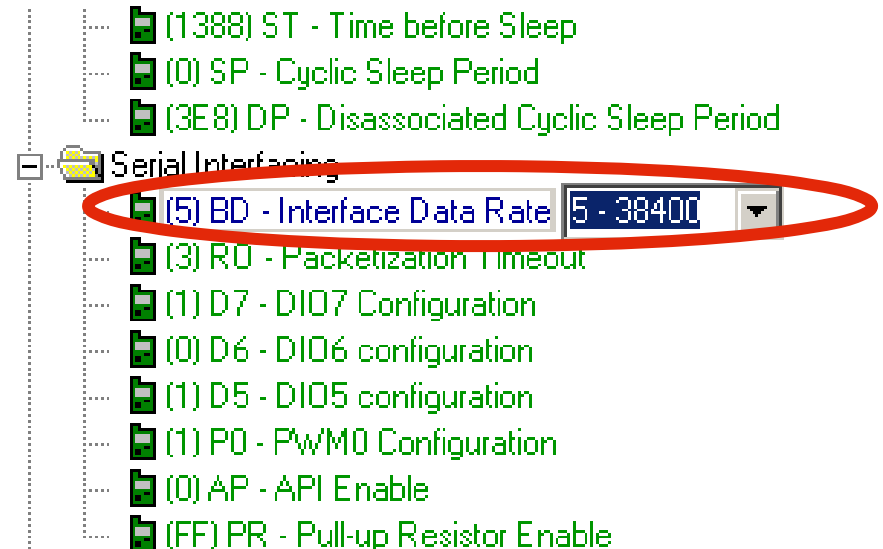 (1388) ST - Time before Sleep
(0) SP - Cyclic Sleep Period
(3E8) DP - Disassociated Cyclic Sleep Period
Serial Interfacing
(5) BD - Interface Data Rate 5 - 38400
(3) RO - Packetization Timeout
(1) D7 - DIO7 Configuration
(0) D6 - DIO6 configuration
(1) D5 - DIO5 configuration
(1) P0 - PWM0 Configuration
(0) AP - API Enable
(FF) PR - Pull-up Resistor Enable